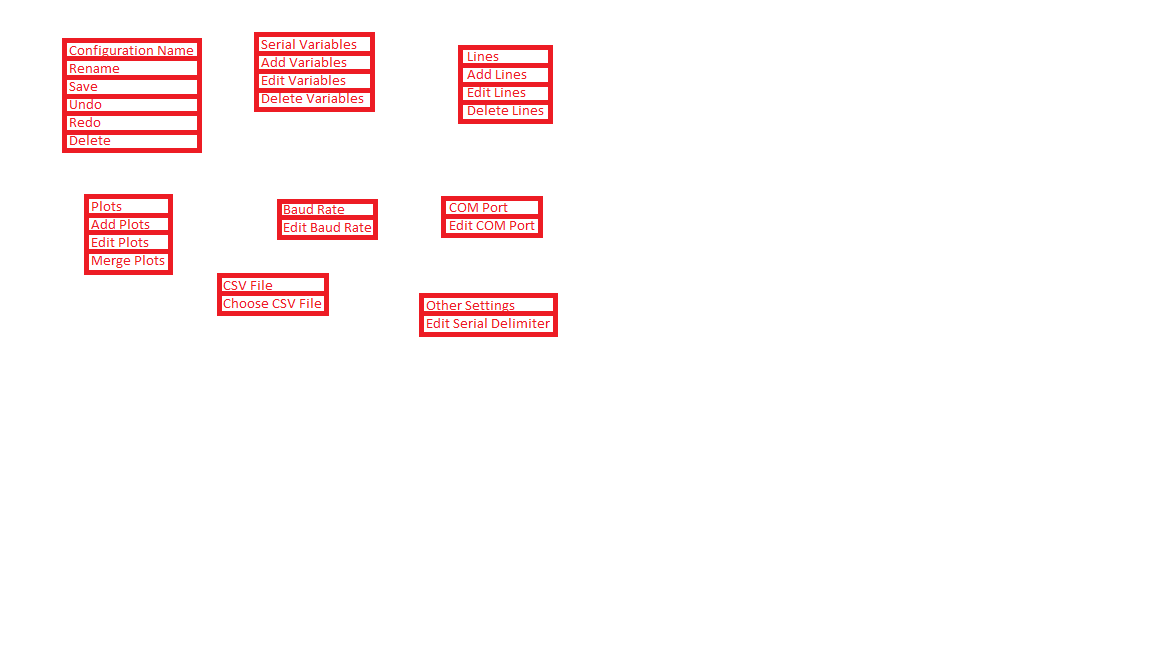 Configuration Name
Rename
Save
Undo
Redo
Delete
Serial Variables
Add Variables
Edit Variables
Delete Variables
Lines
Add Lines
Edit Lines
Delete Lines
Plots
Add Plots
Edit Plots
Merge Plots
Baud Rate
Edit Baud Rate
COM Port
Edit COM Port
CSV File
Choose CSV File
Other Settings
Edit Serial Delimiter